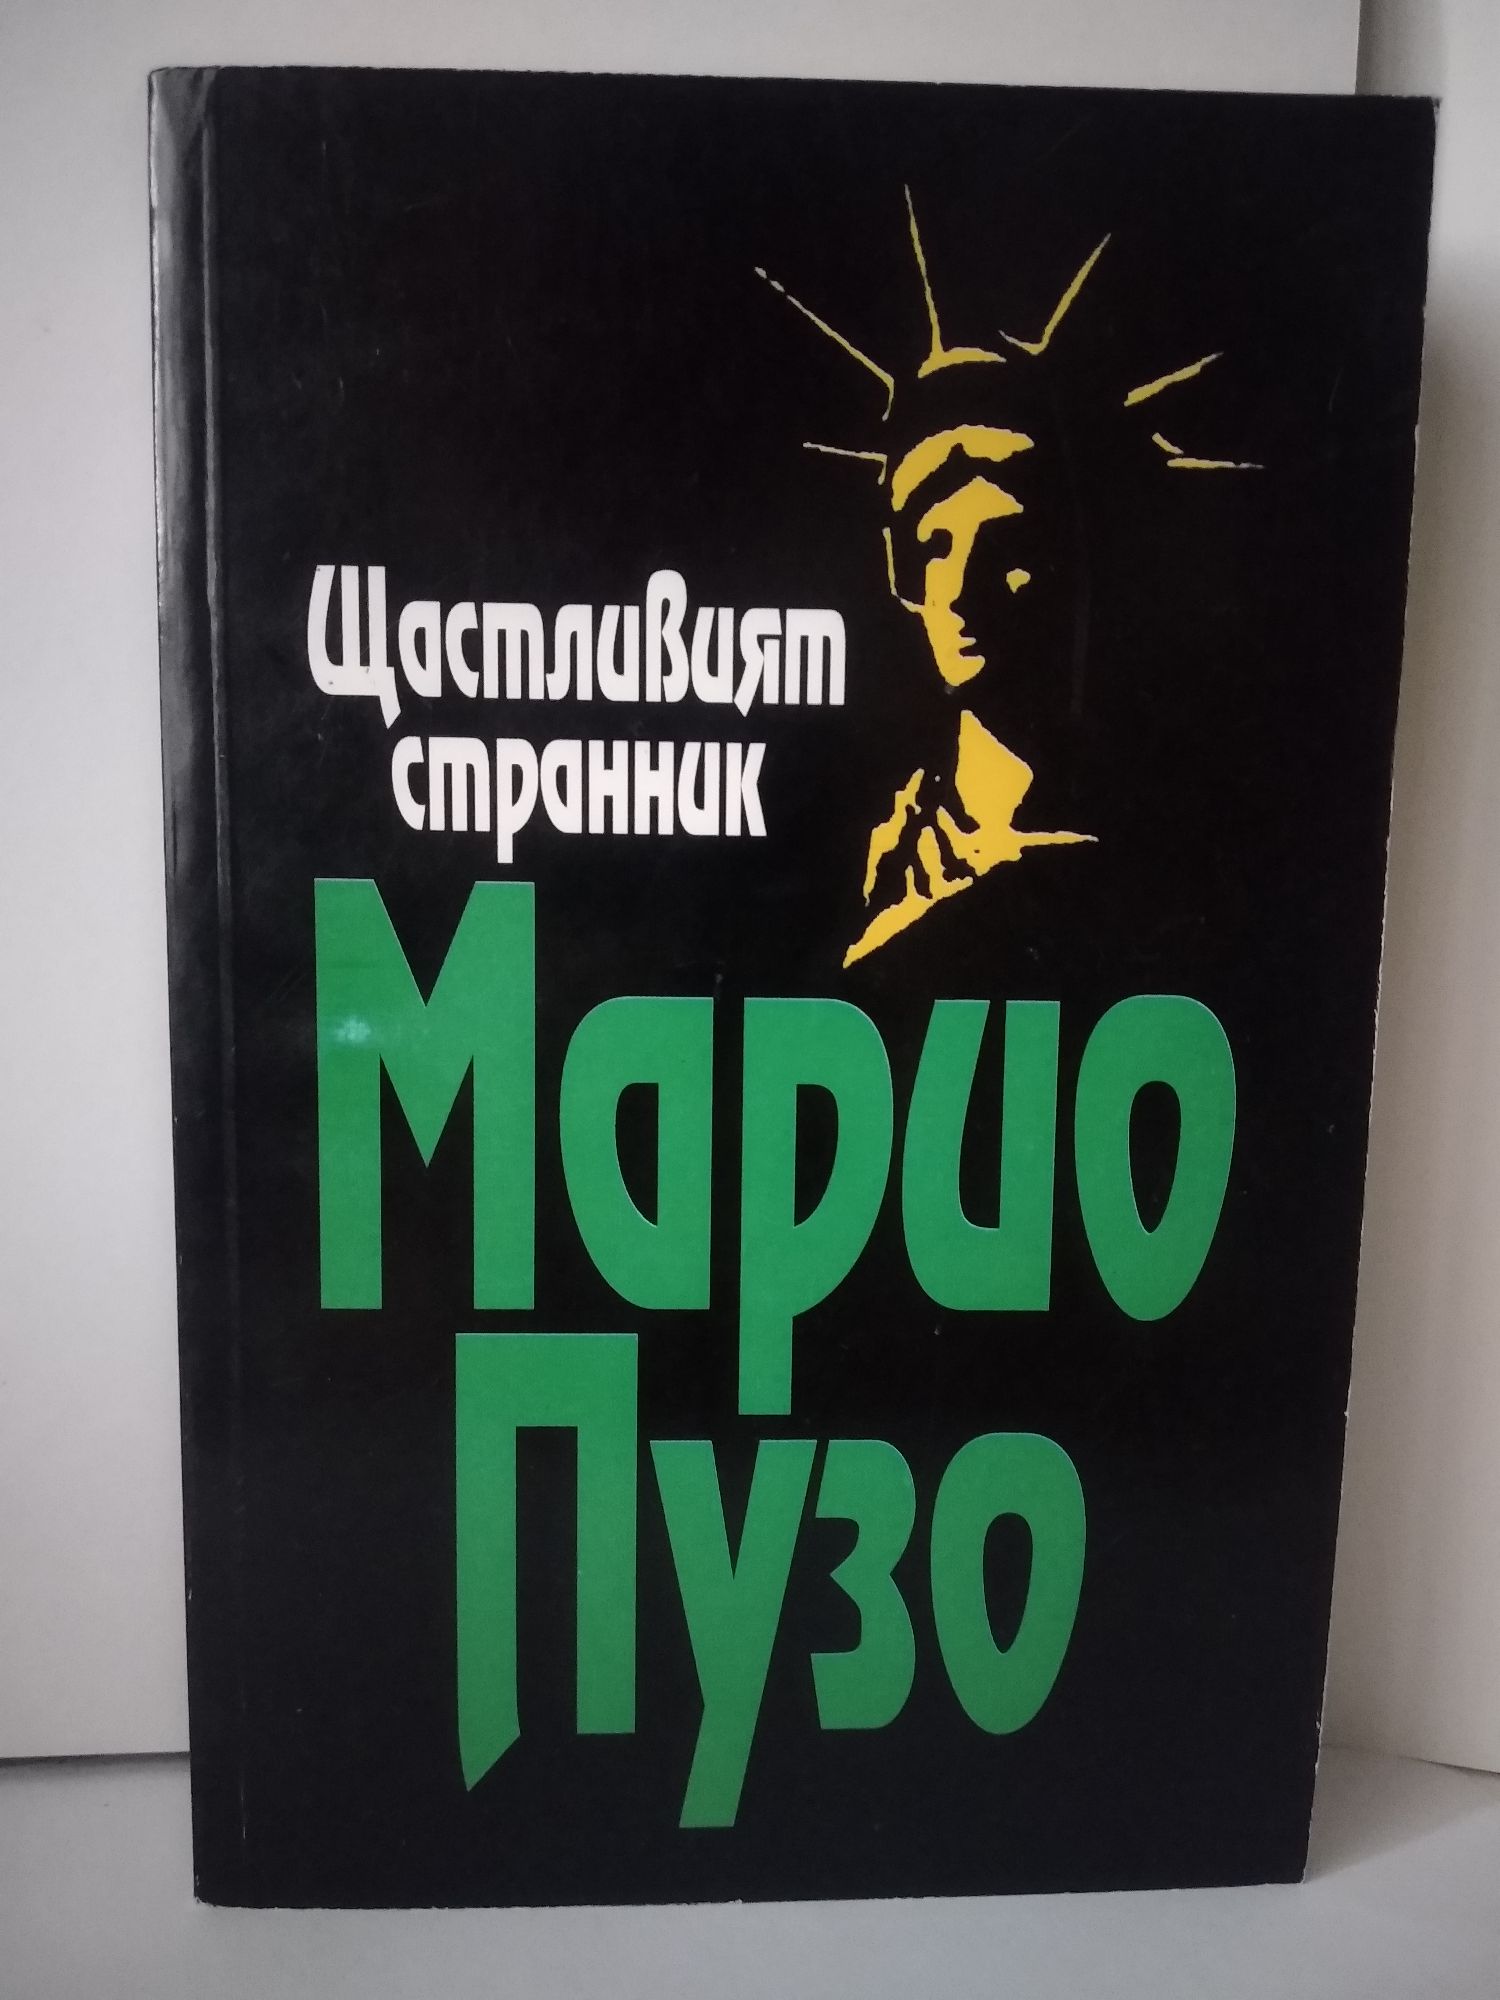 Щастливият
странник
Марио
Пузо